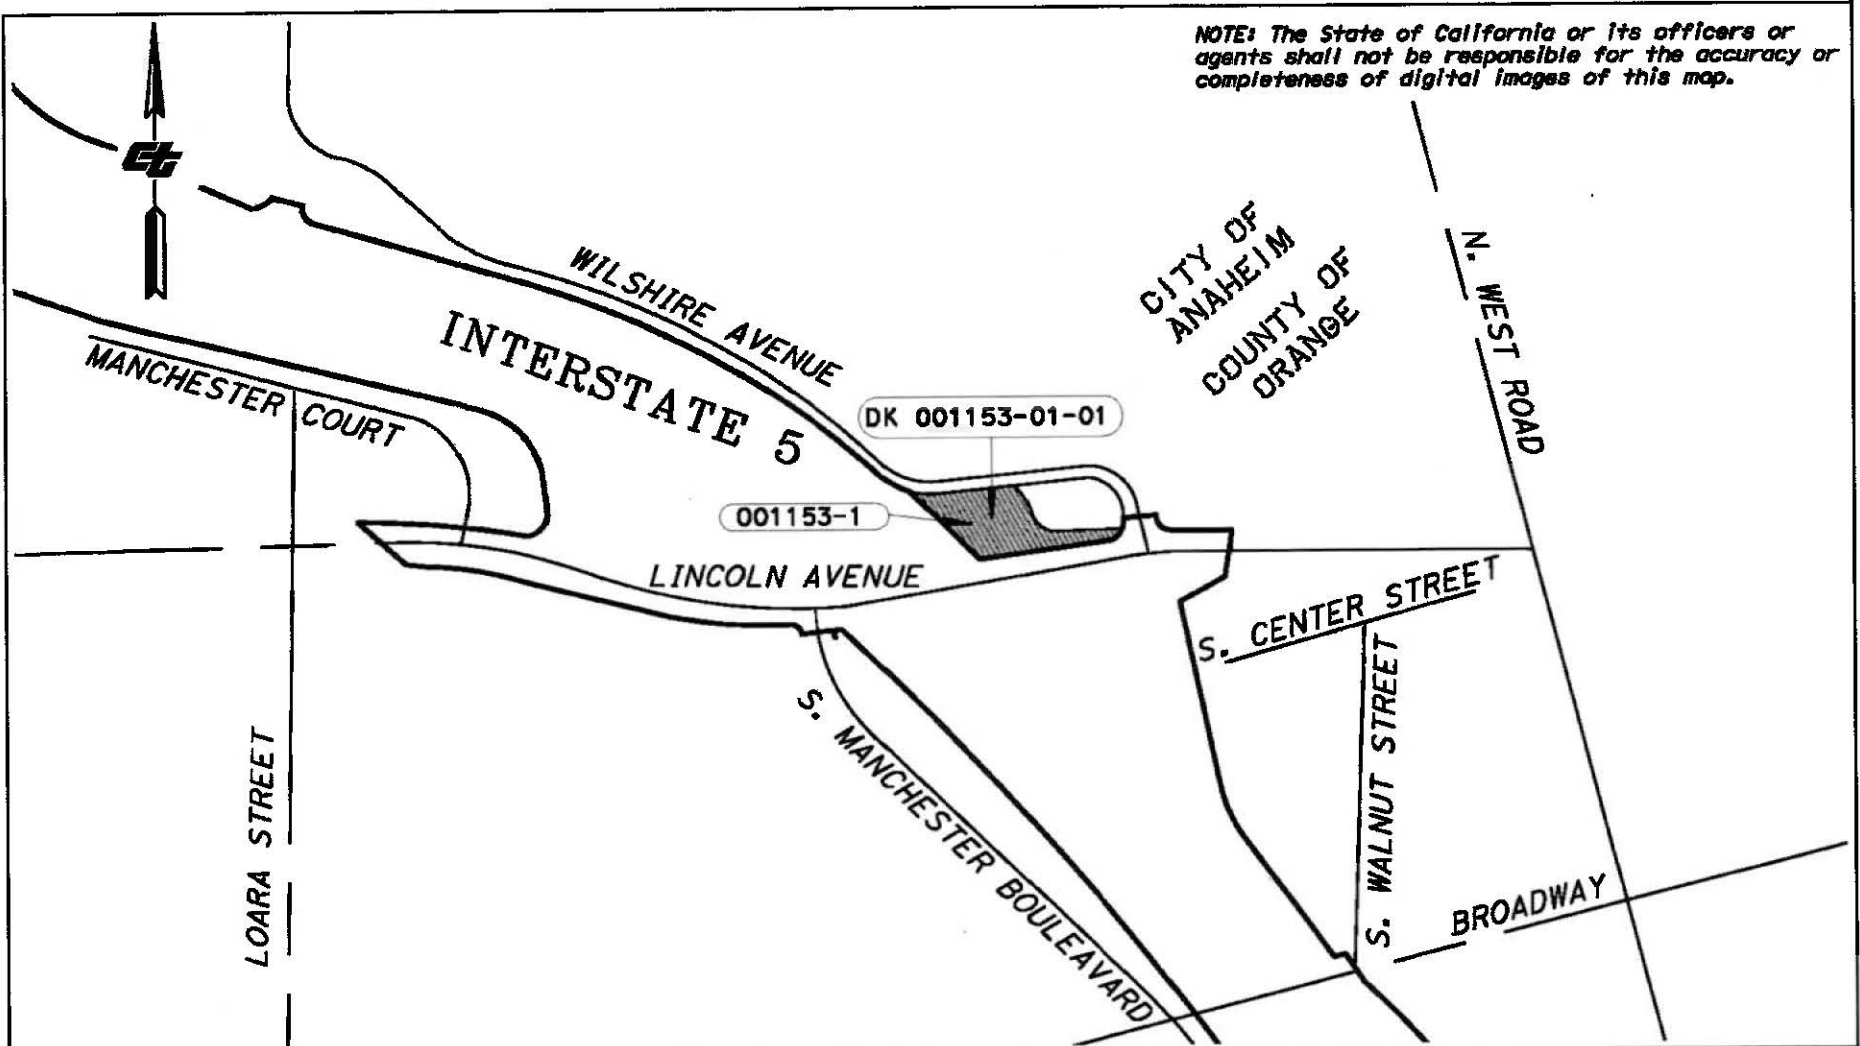 NOTE: The State of California or its officers or
agents shall not be responsible for the accuracy or
completeness of digital images of this map.
Ct
CITY OF
ANAHEIM
COUNTY OF
ORANGE
N. WEST ROAD
WILSHIRE AVENUE
INTERSTATE 5
MANCHESTER COURT
DK 001153-01-01
001153-1
LINCOLN AVENUE
S. CENTER STREET
S. WALNUT STREET
S. MANCHESTER BOULEAVARD
LOARA STREET
BROADWAY